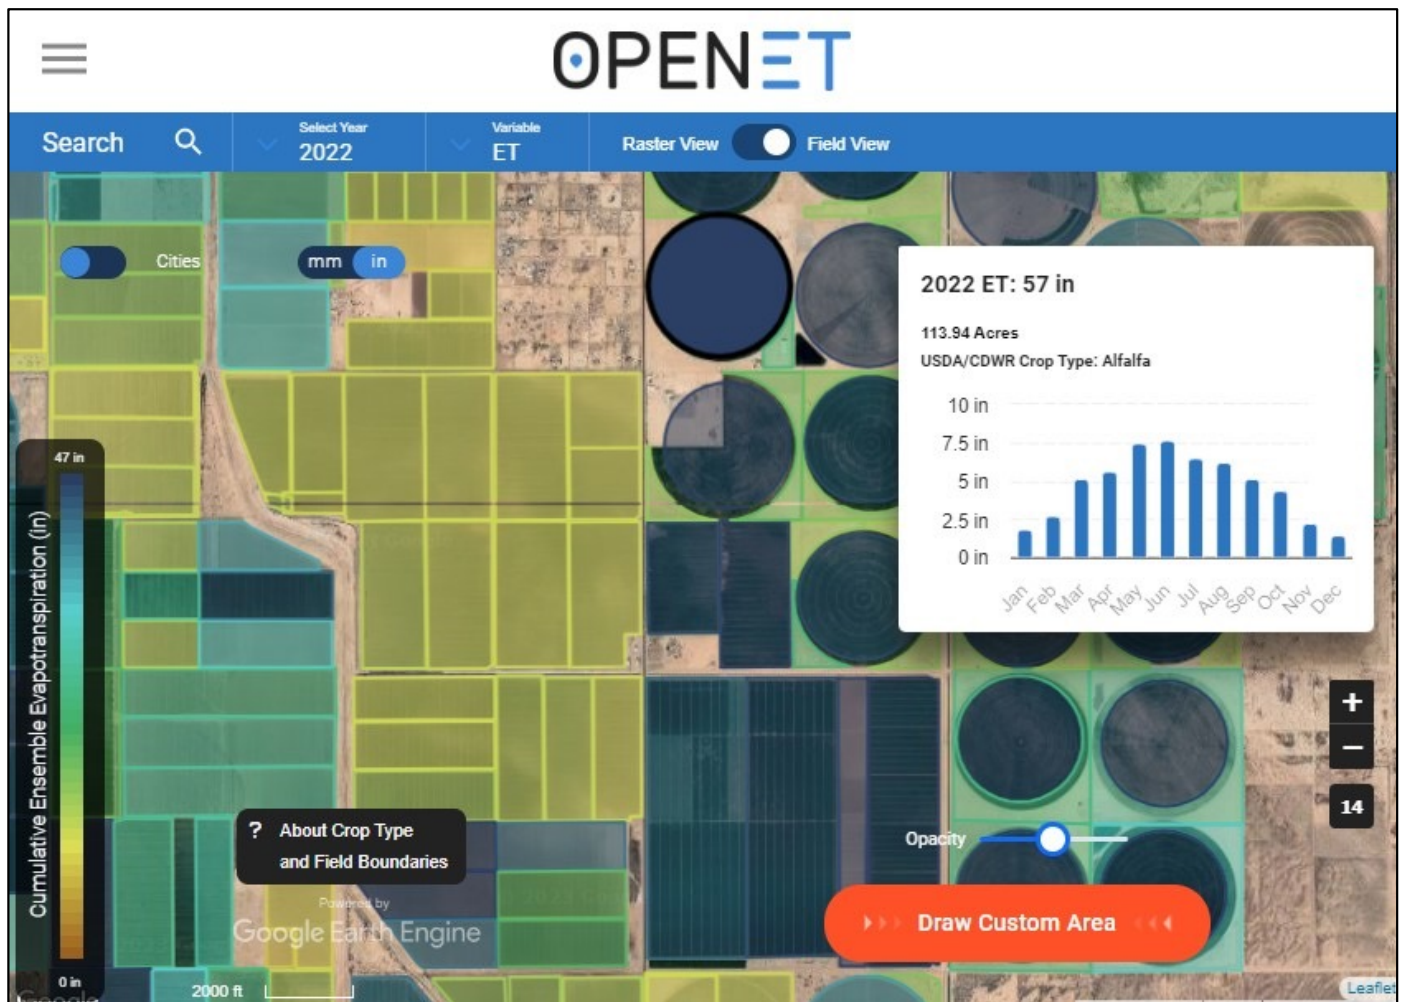 OPENET
Search
Select Year
2022
Variable
ET
Raster View
Field View
Cities
mm
in
2022 ET: 57 in
113.94 Acres
USDA/CDWR Crop Type: Alfalfa
10 in
7.5 in
5 in
2.5 in
0 in
Jan
Feb
Mar
Apr
May
Jun
Jul
Aug
Sep
Oct
Nov
Dec
47 in
Cumulative Ensemble Evapotranspiration (in)
0 in
+
−
14
? About Crop Type
and Field Boundaries
Opacity
Powered by
Google Earth Engine
Draw Custom Area
Google
2000 ft
Leaflet